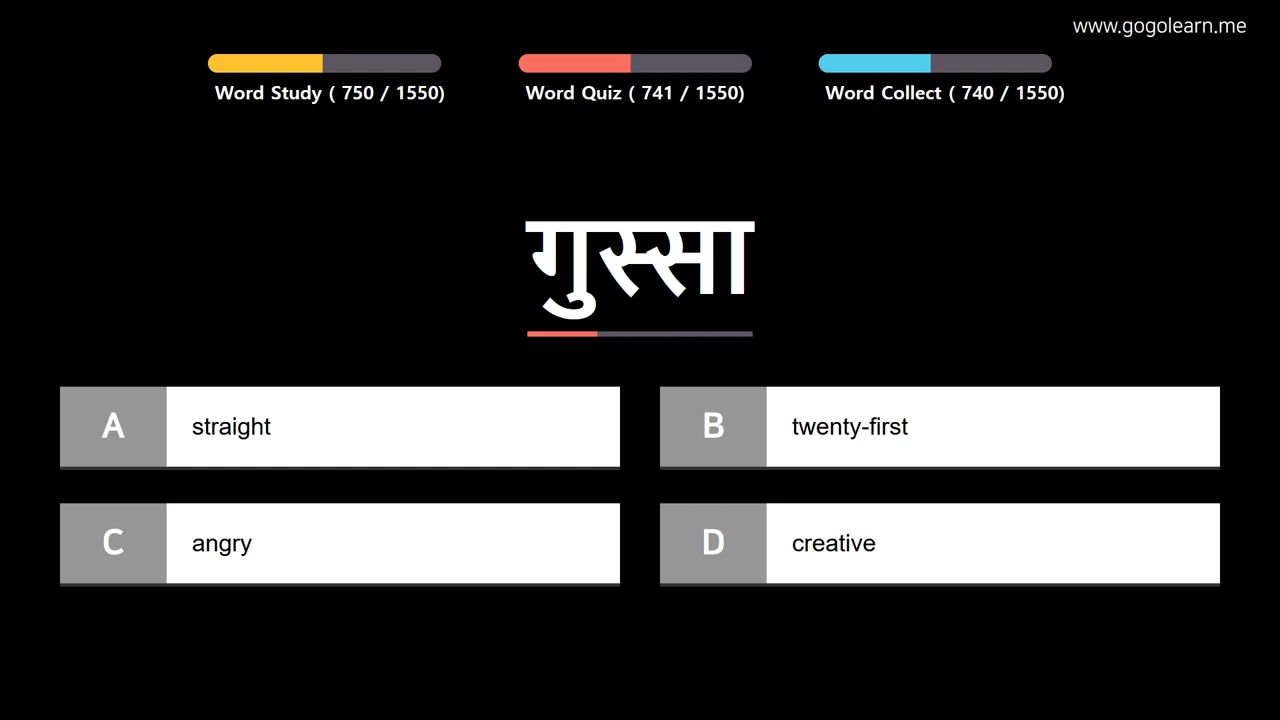 www.gogolearn.me
Word Study ( 750 / 1550)
Word Quiz ( 741 / 1550)
Word Collect ( 740 / 1550)
गुस्सा
A straight
B twenty-first
C angry
D creative